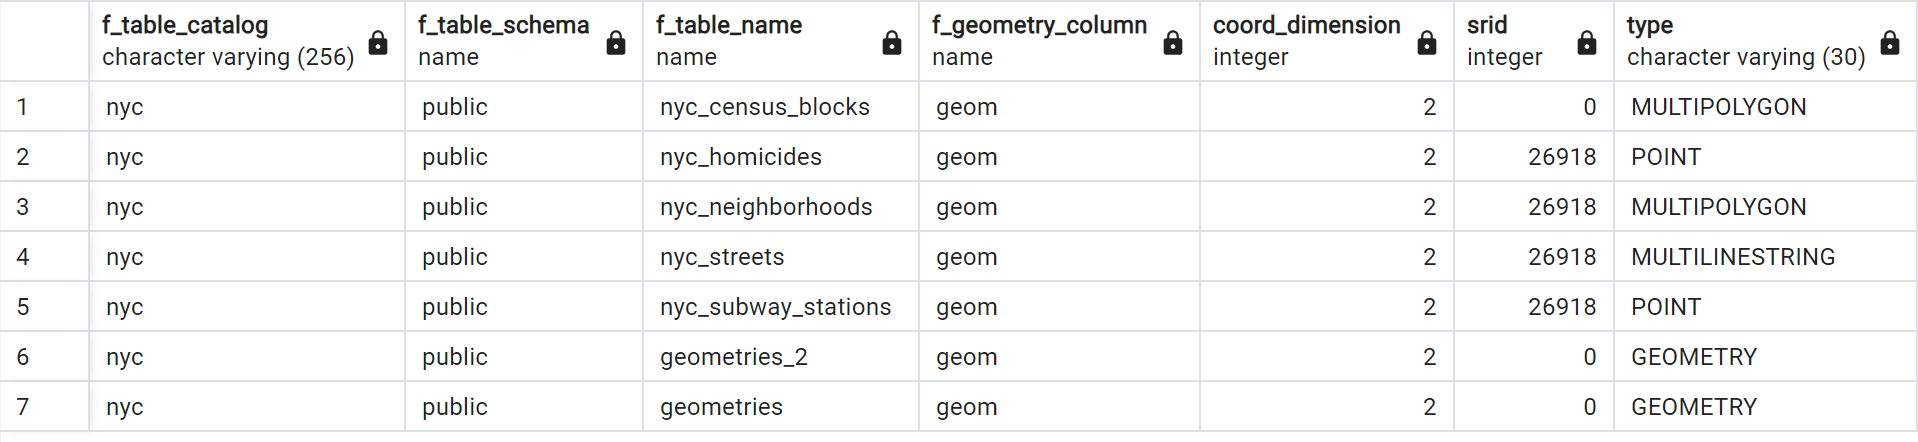 f_table_catalog f_table_schema f_table_name f_geometry_column coord_dimension srid type
character varying (256) name name name integer integer character varying (30)
1 nyc public nyc_census_blocks geom 2 0 MULTIPOLYGON
2 nyc public nyc_homicides geom 2 26918 POINT
3 nyc public nyc_neighborhoods geom 2 26918 MULTIPOLYGON
4 nyc public nyc_streets geom 2 26918 MULTILINESTRING
5 nyc public nyc_subway_stations geom 2 26918 POINT
6 nyc public geometries_2 geom 2 0 GEOMETRY
7 nyc public geometries geom 2 0 GEOMETRY